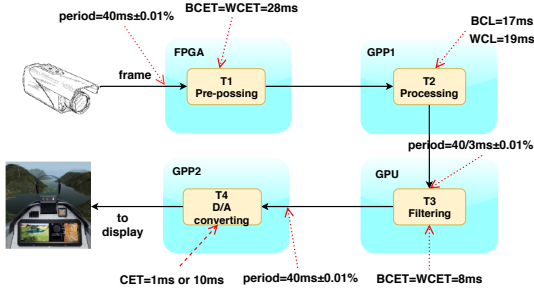 period=40ms±0.01%
BCET=WCET=28ms
BCL=17ms
WCL=19ms
FPGA
GPP1
frame
T1
Pre-possing
T2
Processing
period=40/3ms±0.01%
GPP2
GPU
T4
D/A
converting
T3
Filtering
to
display
CET=1ms or 10ms
period=40ms±0.01%
BCET=WCET=8ms